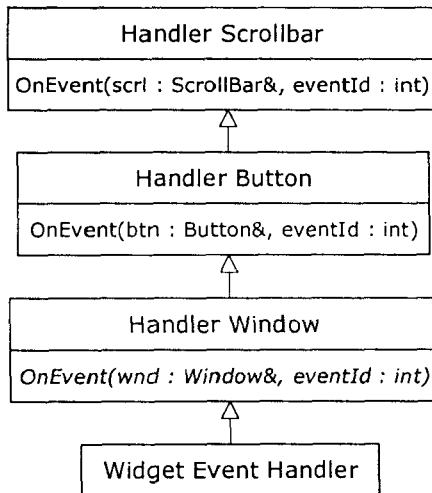 Handler Scrollbar
OnEvent(scrl : ScrollBar&, eventId : int)
Handler Button
OnEvent(btn : Button&, eventId : int)
Handler Window
OnEvent(wnd : Window&, eventId : int)
Widget Event Handler